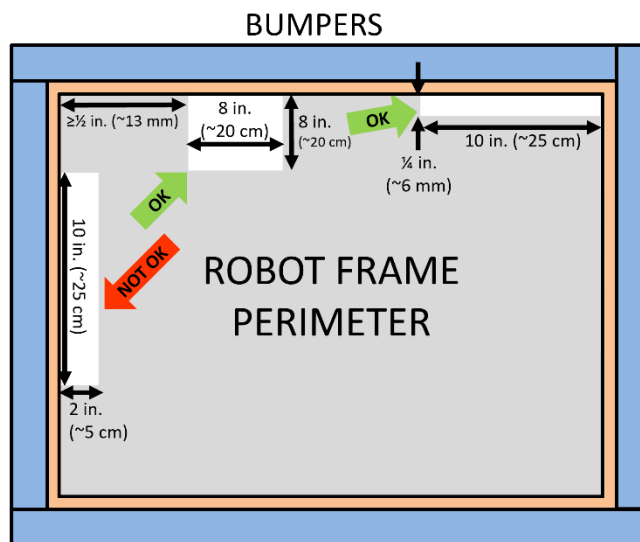 BUMPERS
≥½ in. (~13 mm)
8 in.
(~20 cm)
8 in.
(~20 cm)
OK
10 in. (~25 cm)
¼ in.
(~6 mm)
OK
NOT OK
10 in.
(~25 cm)
ROBOT FRAME
PERIMETER
2 in.
(~5 cm)